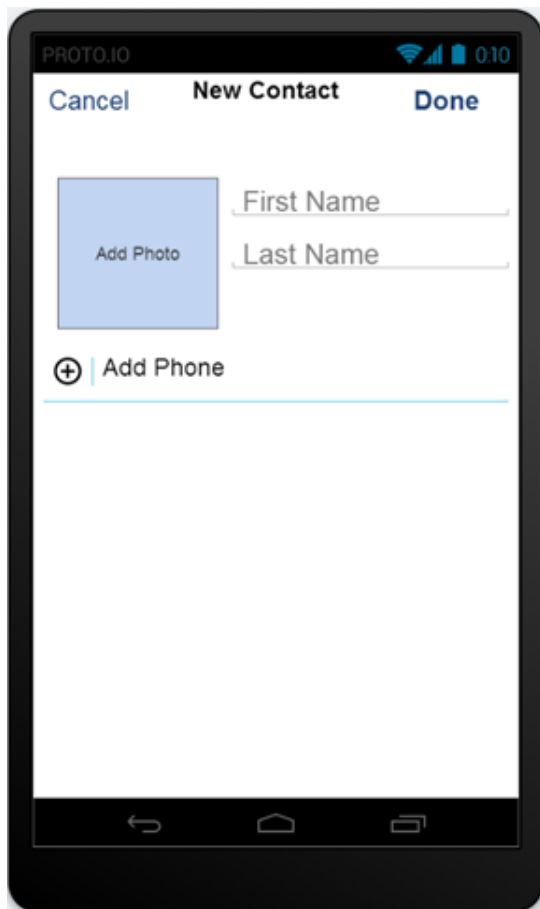 PROTO.IO 0:10
Cancel New Contact Done
First Name
Add Photo
Last Name
Add Phone